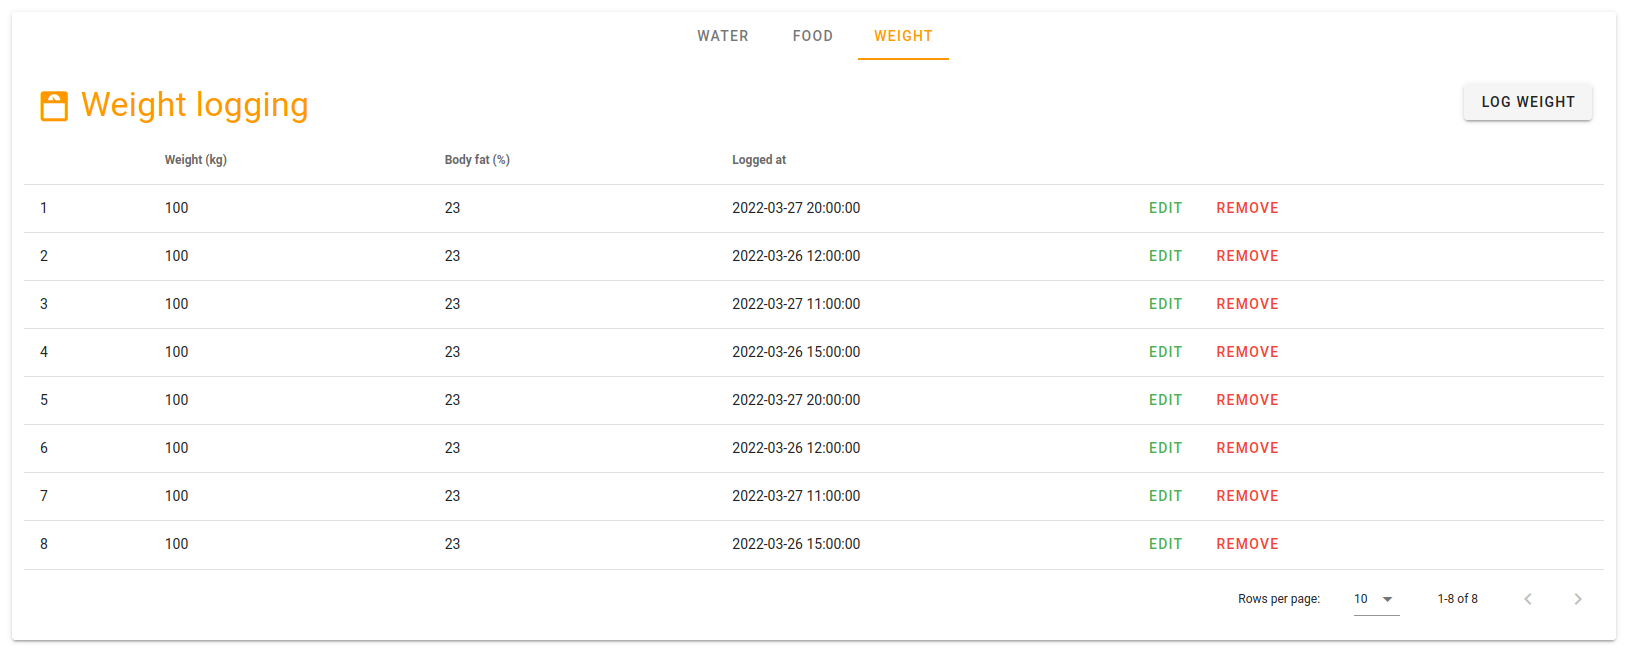 WATER FOOD WEIGHT
Weight logging LOG WEIGHT
Weight (kg) Body fat (%) Logged at
1 100 23 2022-03-27 20:00:00 EDIT REMOVE
2 100 23 2022-03-26 12:00:00 EDIT REMOVE
3 100 23 2022-03-27 11:00:00 EDIT REMOVE
4 100 23 2022-03-26 15:00:00 EDIT REMOVE
5 100 23 2022-03-27 20:00:00 EDIT REMOVE
6 100 23 2022-03-26 12:00:00 EDIT REMOVE
7 100 23 2022-03-27 11:00:00 EDIT REMOVE
8 100 23 2022-03-26 15:00:00 EDIT REMOVE
Rows per page: 10 1-8 of 8